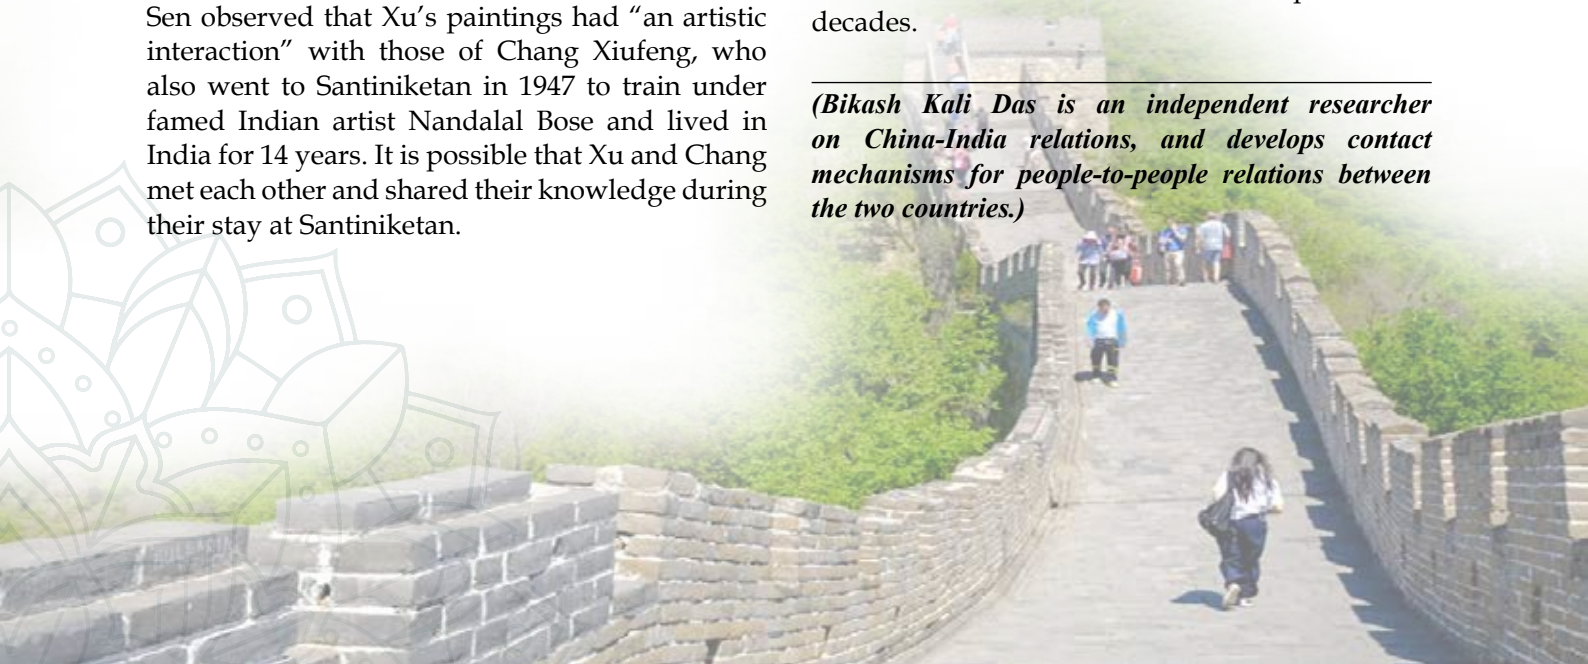 Sen observed that Xu’s paintings had “an artistic
interaction” with those of Chang Xiufeng, who
also went to Santiniketan in 1947 to train under
famed Indian artist Nandalal Bose and lived in
India for 14 years. It is possible that Xu and Chang
met each other and shared their knowledge during
their stay at Santiniketan.
decades.
(Bikash Kali Das is an independent researcher
on China-India relations, and develops contact
mechanisms for people-to-people relations between
the two countries.)